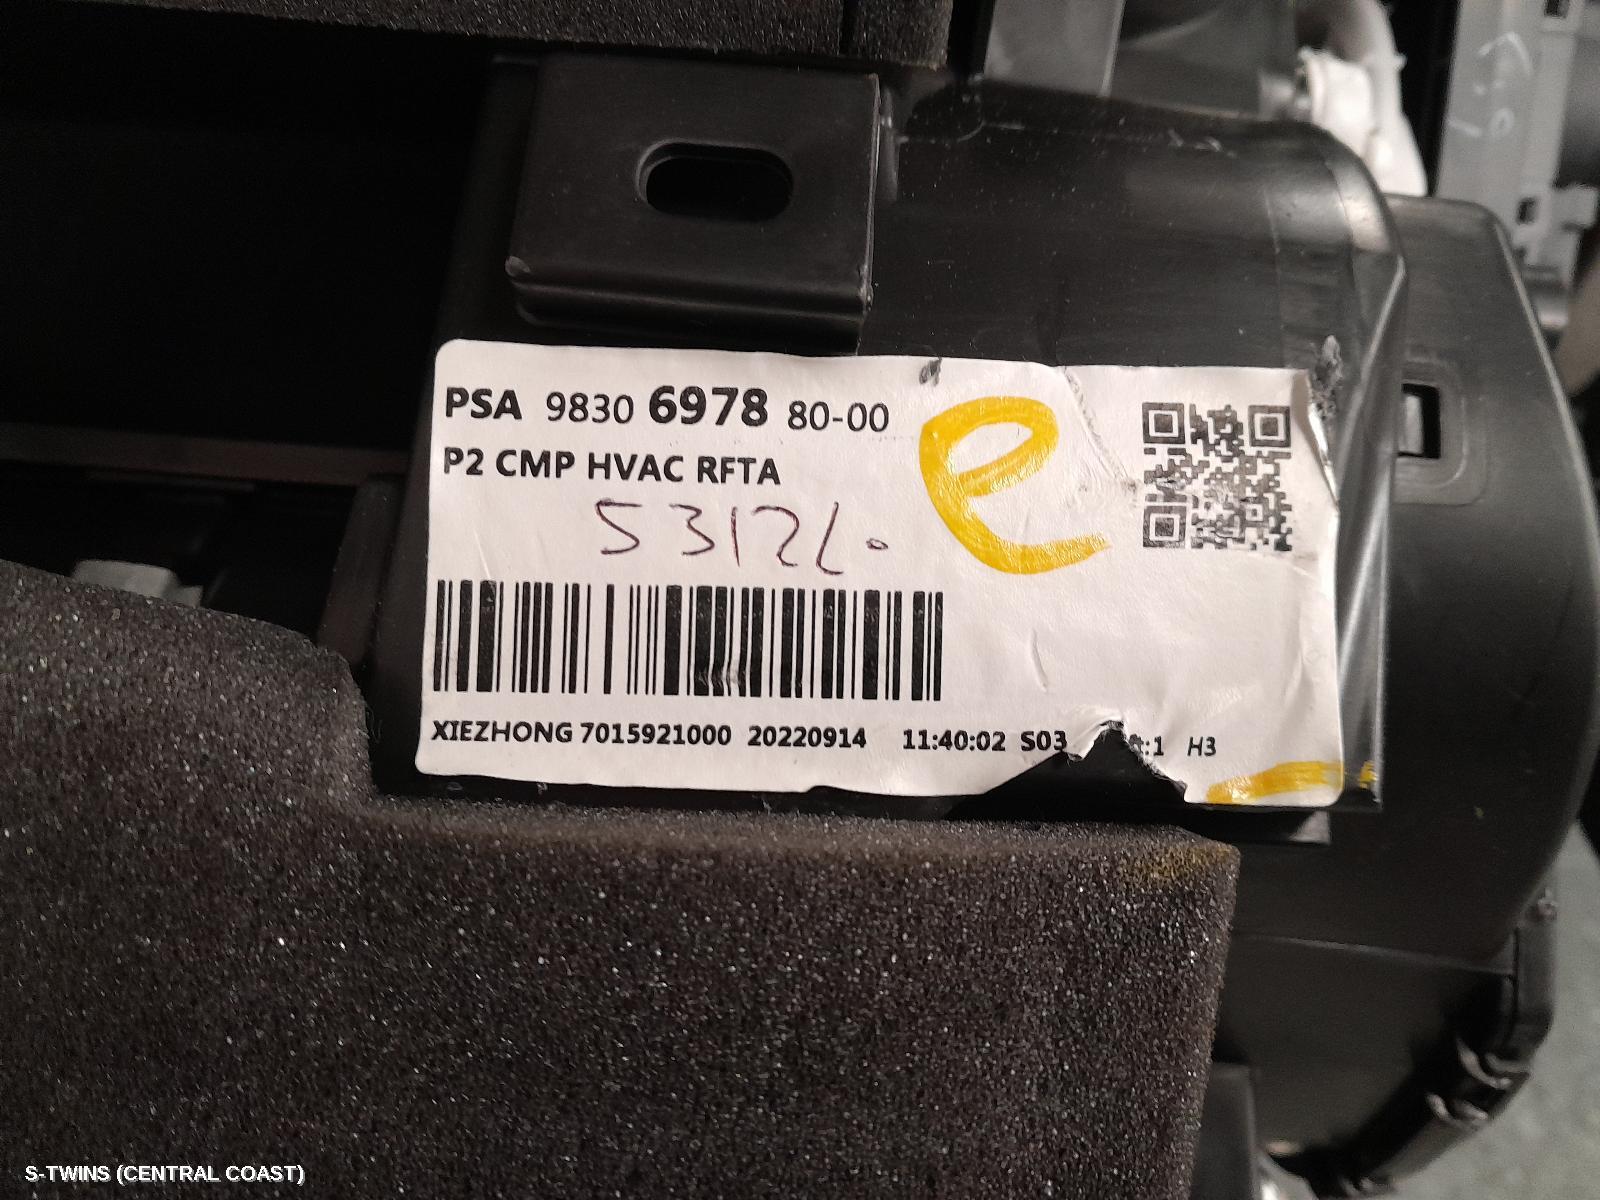 PSA 9830 6978 80-00
P2 CMP HVAC RFTA
e
XIEZHONG 7015921000 20220914 11:40:02 S03 :1 H3
S-TWINS (CENTRAL COAST)